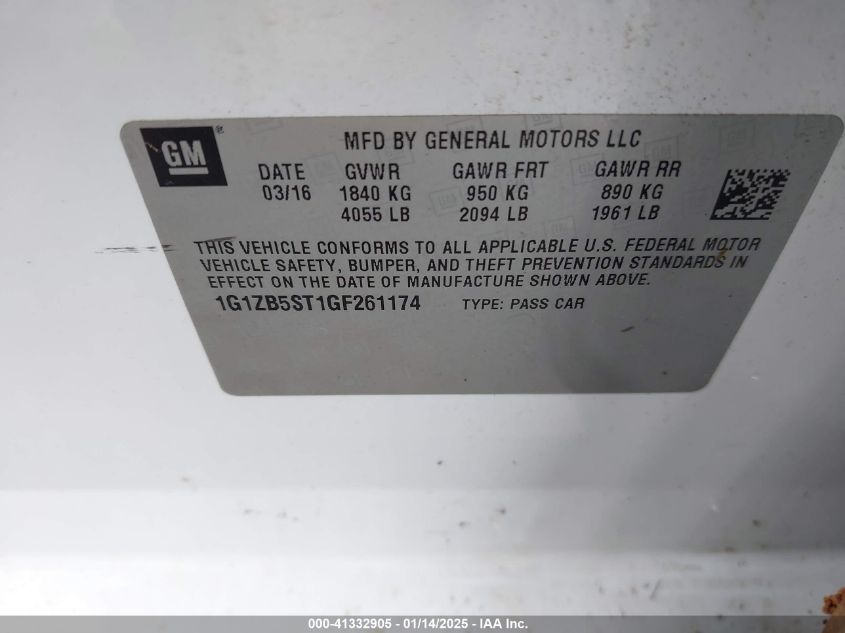 GM®
MFD BY GENERAL MOTORS LLC
DATE GVWR GAWR FRT GAWR RR
03/16 1840 KG 950 KG 890 KG
4055 LB 2094 LB 1961 LB
THIS VEHICLE CONFORMS TO ALL APPLICABLE U.S. FEDERAL MOTOR
VEHICLE SAFETY, BUMPER, AND THEFT PREVENTION STANDARDS IN
EFFECT ON THE DATE OF MANUFACTURE SHOWN ABOVE.
1G1ZB5ST1GF261174 TYPE: PASS CAR
000-41332905 - 01/14/2025 - IAA Inc.